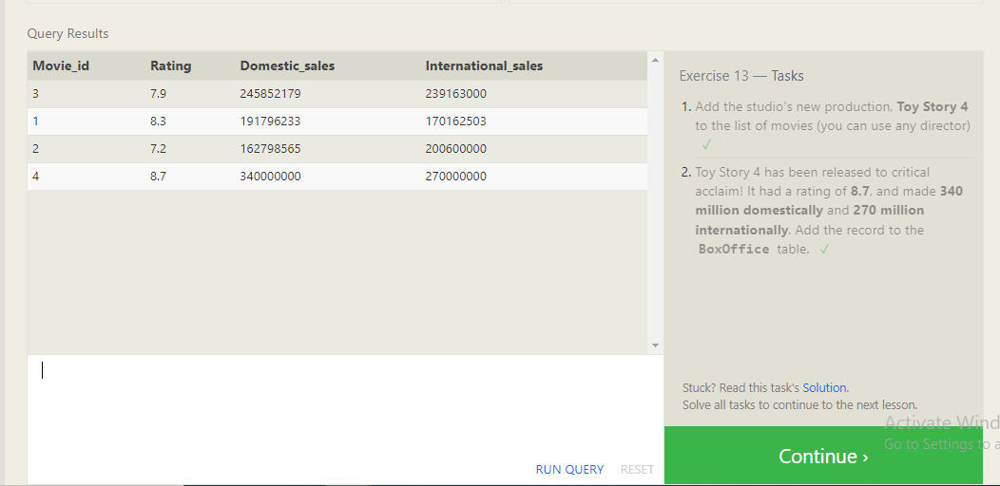 Query Results
Movie_id Rating Domestic_sales International_sales
3 7.9 245852179 239163000
1 8.3 191796233 170162503
2 7.2 162798565 200600000
4 8.7 340000000 270000000
RUN QUERY RESET
Exercise 13 — Tasks
1. Add the studio's new production, Toy Story 4
to the list of movies (you can use any director)
✓
2. Toy Story 4 has been released to critical
acclaim! It had a rating of 8.7, and made 340
million domestically and 270 million
internationally. Add the record to the
BoxOffice table. ✓
Stuck? Read this task's Solution.
Solve all tasks to continue to the next lesson.
Activate Wind
Go to Settings to a
Continue ›